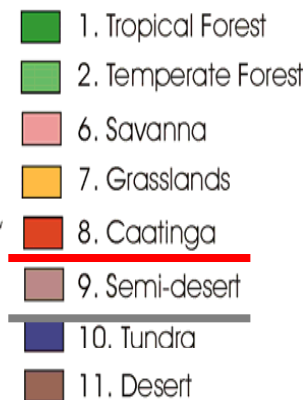 1. Tropical Forest
2. Temperate Forest
6. Savanna
7. Grasslands
8. Caatinga
9. Semi-desert
10. Tundra
11. Desert